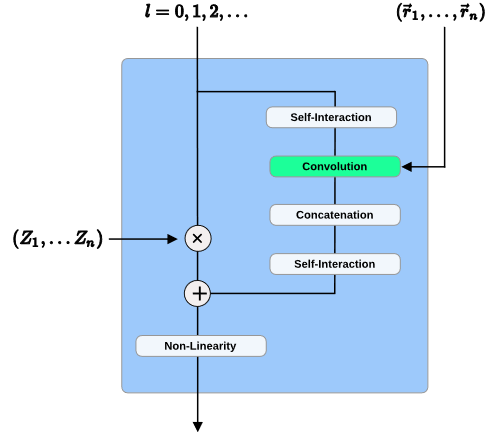 l = 0, 1, 2, . . .
(r⃗₁, . . . , r⃗ₙ)
Self-Interaction
Convolution
Concatenation
(Z₁, . . . Zₙ)
×
Self-Interaction
+
Non-Linearity